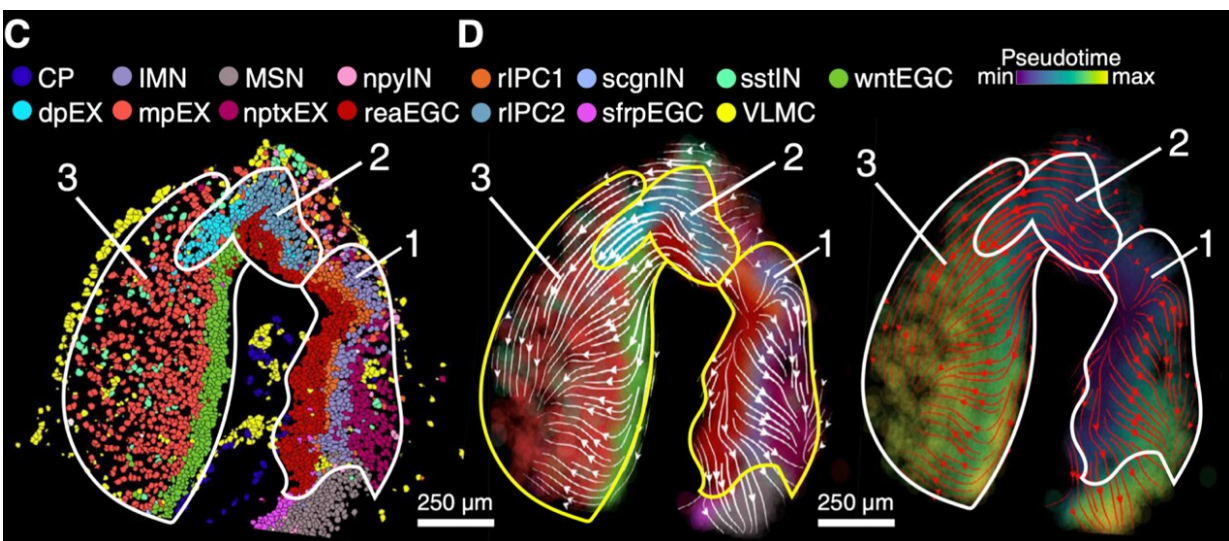 C
D
CP IMN MSN npyIN rIPC1 scgnIN sstIN wntEGC
dpEX mpEX nptxEX reaEGC rIPC2 sfrpEGC VLMC
Pseudotime
min max
3 2 1
3 2 1
3 2 1
250 µm
250 µm